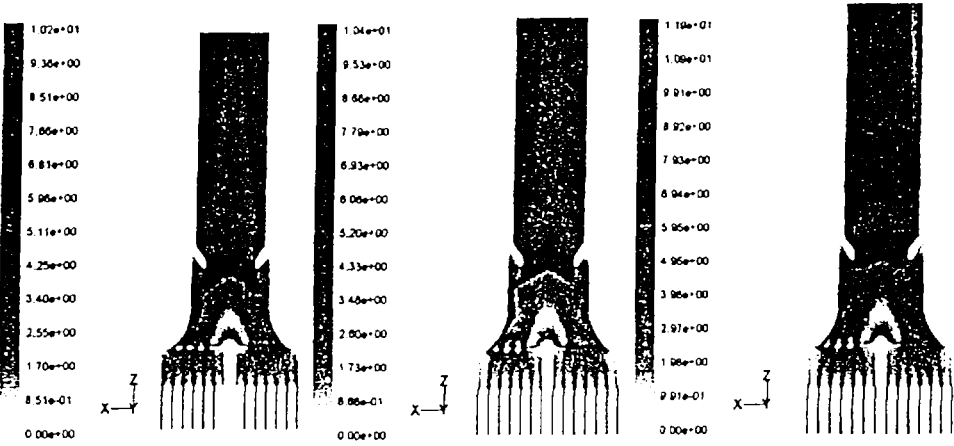 1.02e+01
9.36e+00
8.51e+00
7.66e+00
6.81e+00
5.96e+00
5.11e+00
4.25e+00
3.40e+00
2.55e+00
1.70e+00
8.51e-01
0.00e+00
Z
X
Y
1.04e+01
9.53e+00
8.66e+00
7.79e+00
6.93e+00
6.06e+00
5.20e+00
4.33e+00
3.46e+00
2.60e+00
1.73e+00
8.66e-01
0.00e+00
Z
X
Y
1.19e+01
1.09e+01
9.91e+00
8.92e+00
7.93e+00
6.94e+00
5.95e+00
4.95e+00
3.96e+00
2.97e+00
1.98e+00
9.91e-01
0.00e+00
Z
X
Y